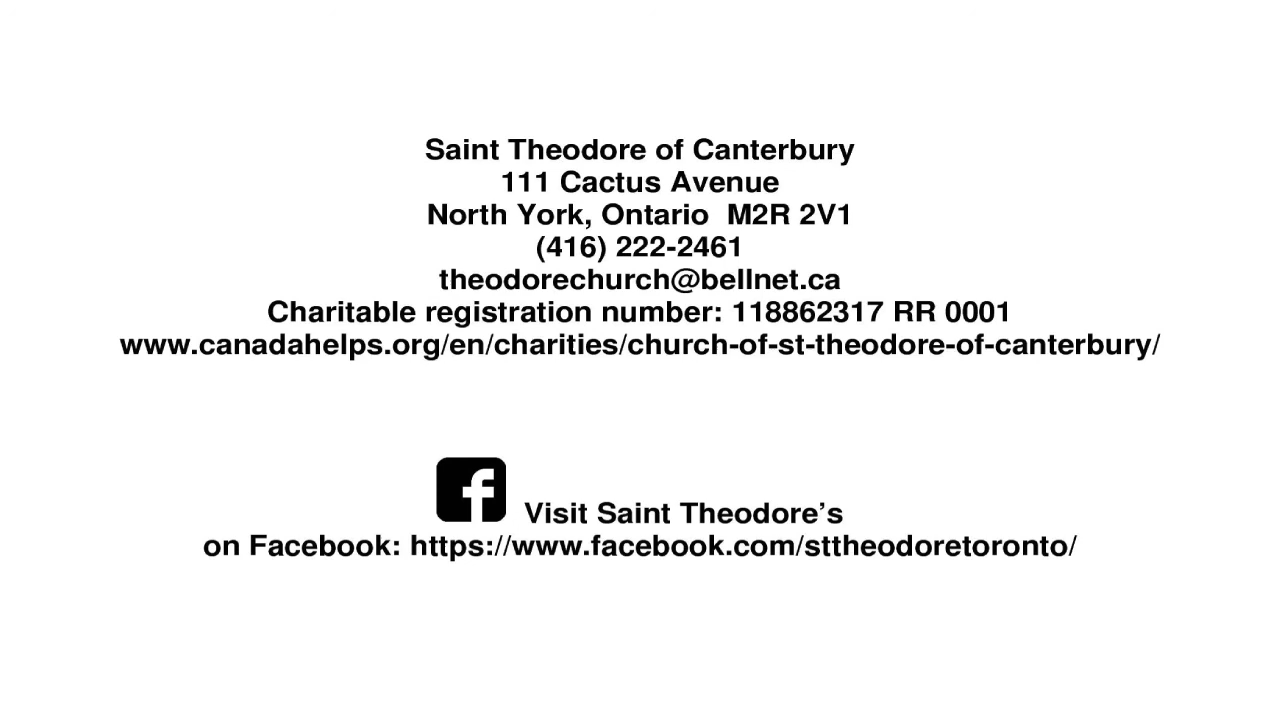 Saint Theodore of Canterbury
111 Cactus Avenue
North York, Ontario  M2R 2V1
(416) 222-2461
theodorechurch@bellnet.ca
Charitable registration number: 118862317 RR 0001
www.canadahelps.org/en/charities/church-of-st-theodore-of-canterbury/
f Visit Saint Theodore’s
on Facebook: https://www.facebook.com/sttheodoretoronto/